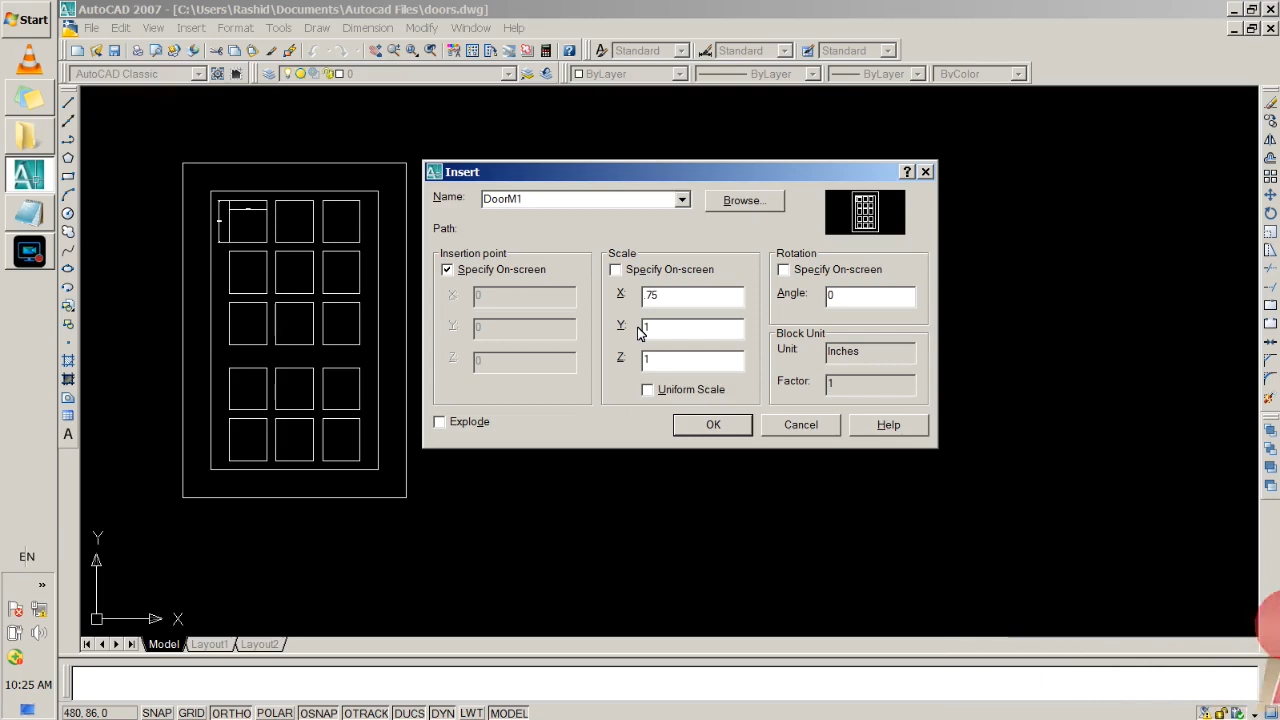 Start
AutoCAD 2007 - [C:\Users\Rashid\Documents\Autocad Files\doors.dwg]
File Edit View Insert Format Tools Draw Dimension Modify Window Help
Standard Standard Standard
AutoCAD Classic 0 ByLayer ByLayer ByLayer ByColor
Insert
Name: DoorM1 Browse...
Path:
Insertion point Scale Rotation
Specify On-screen Specify On-screen Specify On-screen
X: 0 X: .75 Angle: 0
Y: 0 Y: 1
Z: 0 Z: 1
Block Unit
Unit: Inches
Factor: 1
Uniform Scale
Explode OK Cancel Help
Y
X
EN
»
Model Layout1 Layout2
A
10:25 AM
480, 86, 0 SNAP GRID ORTHO POLAR OSNAP OTRACK DUCS DYN LWT MODEL